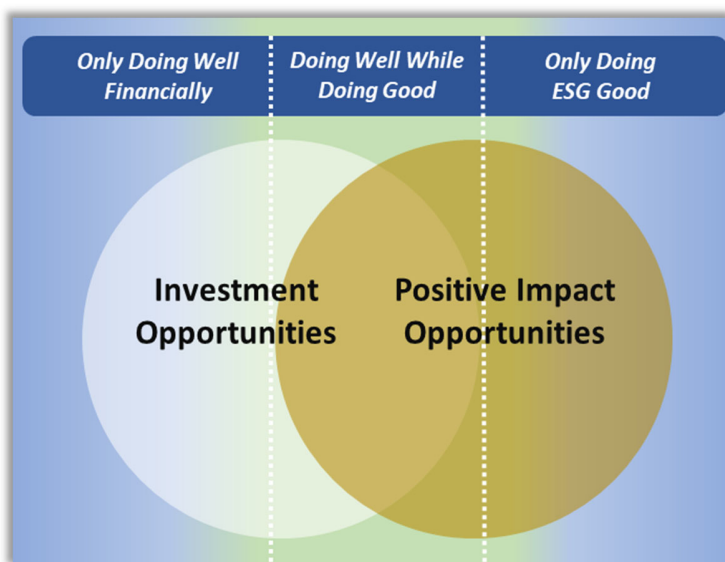 Only Doing Well
Financially
Doing Well While
Doing Good
Only Doing
ESG Good
Investment
Opportunities
Positive Impact
Opportunities